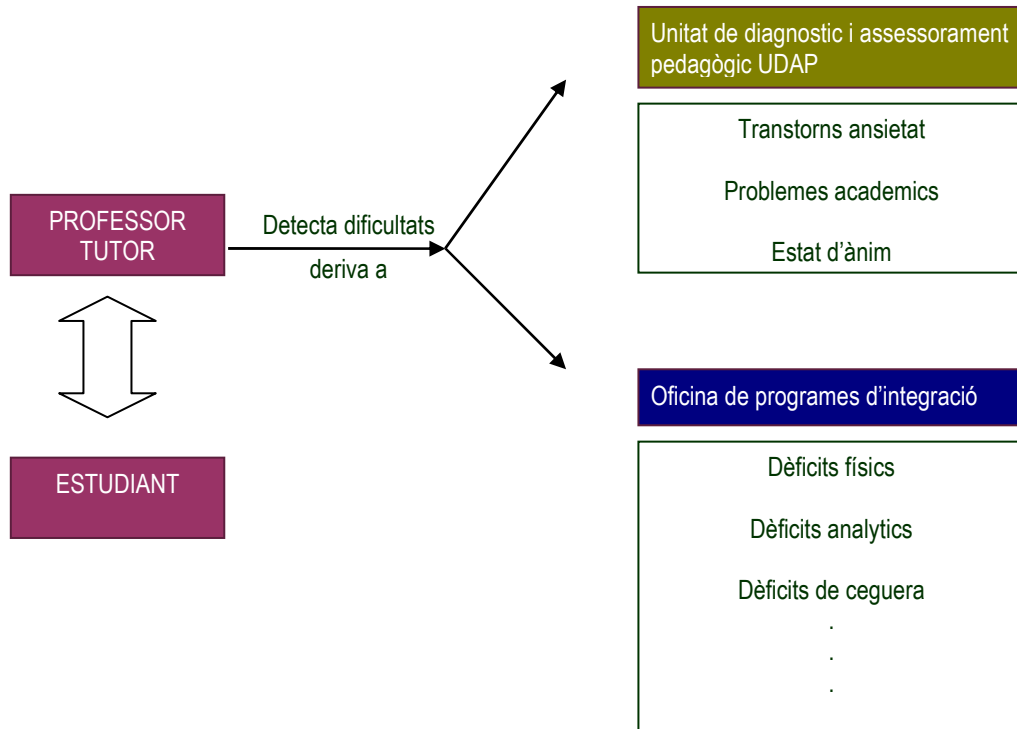 Unitat de diagnostic i assessorament
pedagògic UDAP
Transtorns ansietat
Problemes academics
Estat d'ànim
PROFESSOR
TUTOR
Detecta dificultats
deriva a
ESTUDIANT
Oficina de programes d'integració
Dèficits físics
Dèficits analytics
Dèficits de ceguera
.
.
.